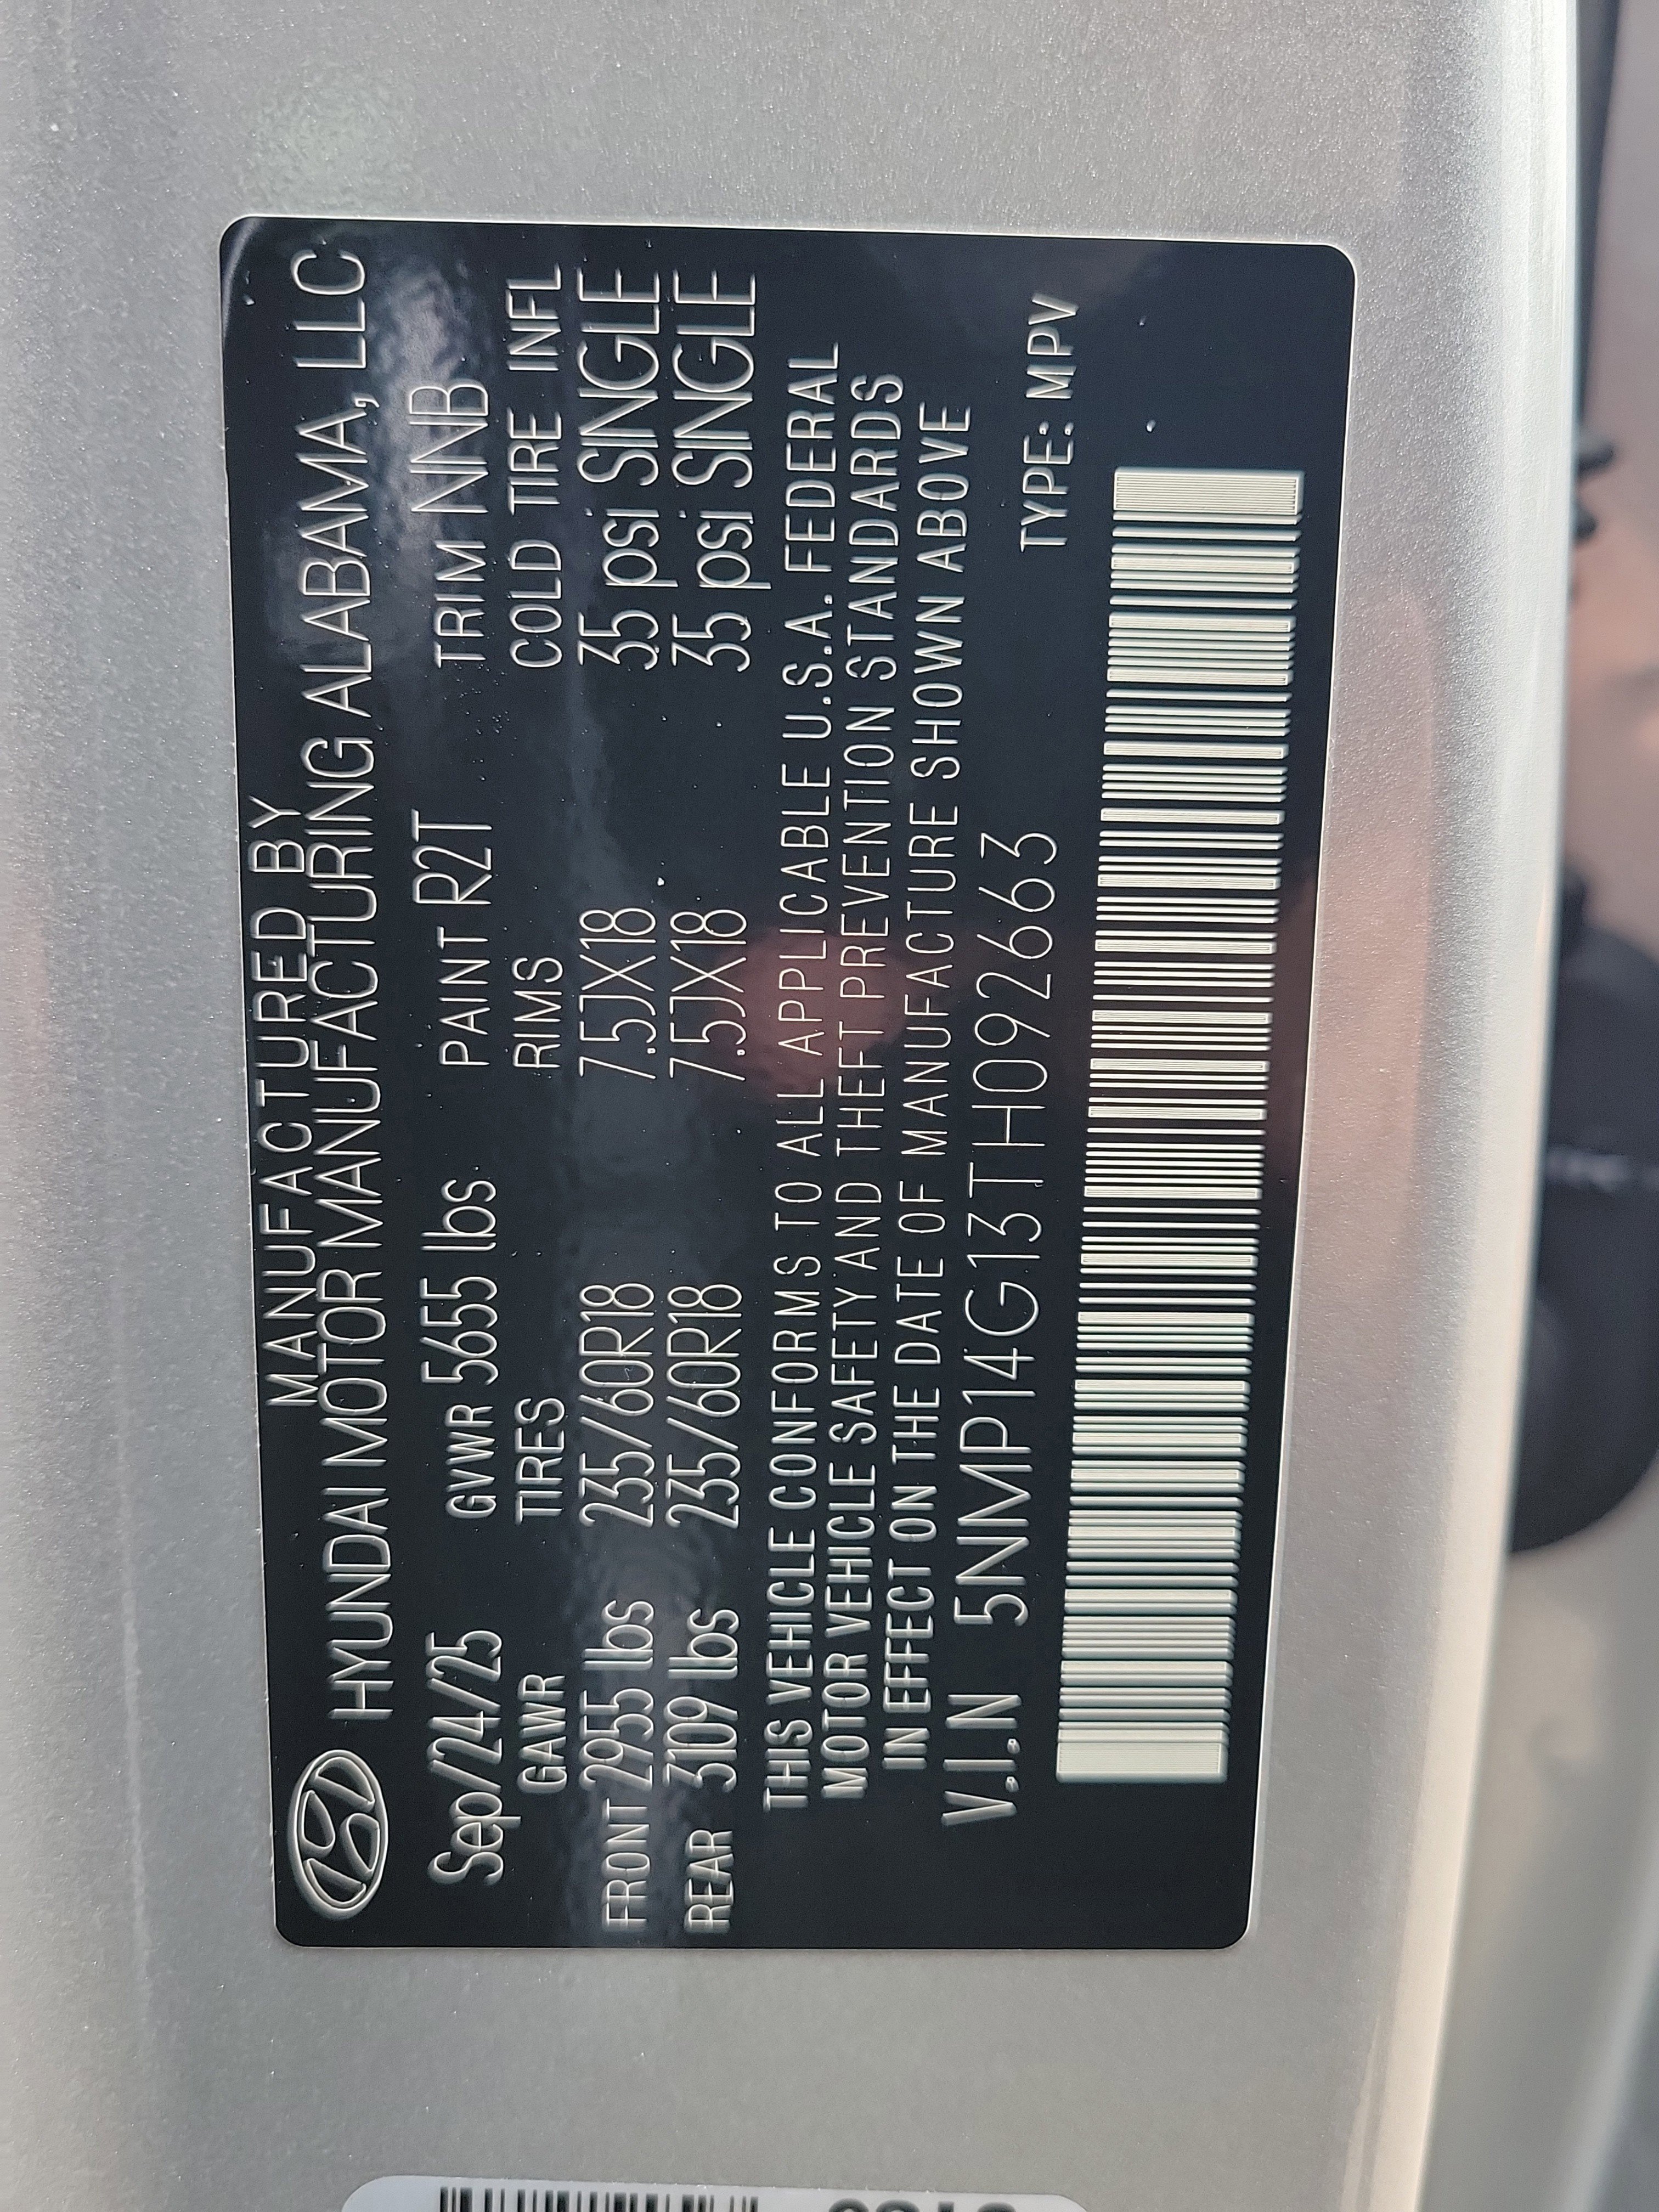 MANUFACTURED BY
HYUNDAI MOTOR MANUFACTURING ALABAMA, LLC
Sep/24/25 GVWR 5655 lbs PAINT R2T TRIM NNB
GAWR TIRES RIMS COLD TIRE INFL
FRONT 2955 lbs 235/60R18 7.5JX18 35 psi SINGLE
REAR 3109 lbs 235/60R18 7.5JX18 35 psi SINGLE
THIS VEHICLE CONFORMS TO ALL APPLICABLE U.S.A. FEDERAL
MOTOR VEHICLE SAFETY AND THEFT PREVENTION STANDARDS
IN EFFECT ON THE DATE OF MANUFACTURE SHOWN ABOVE
V.I.N 5NMP14G13TH092663
TYPE: MPV